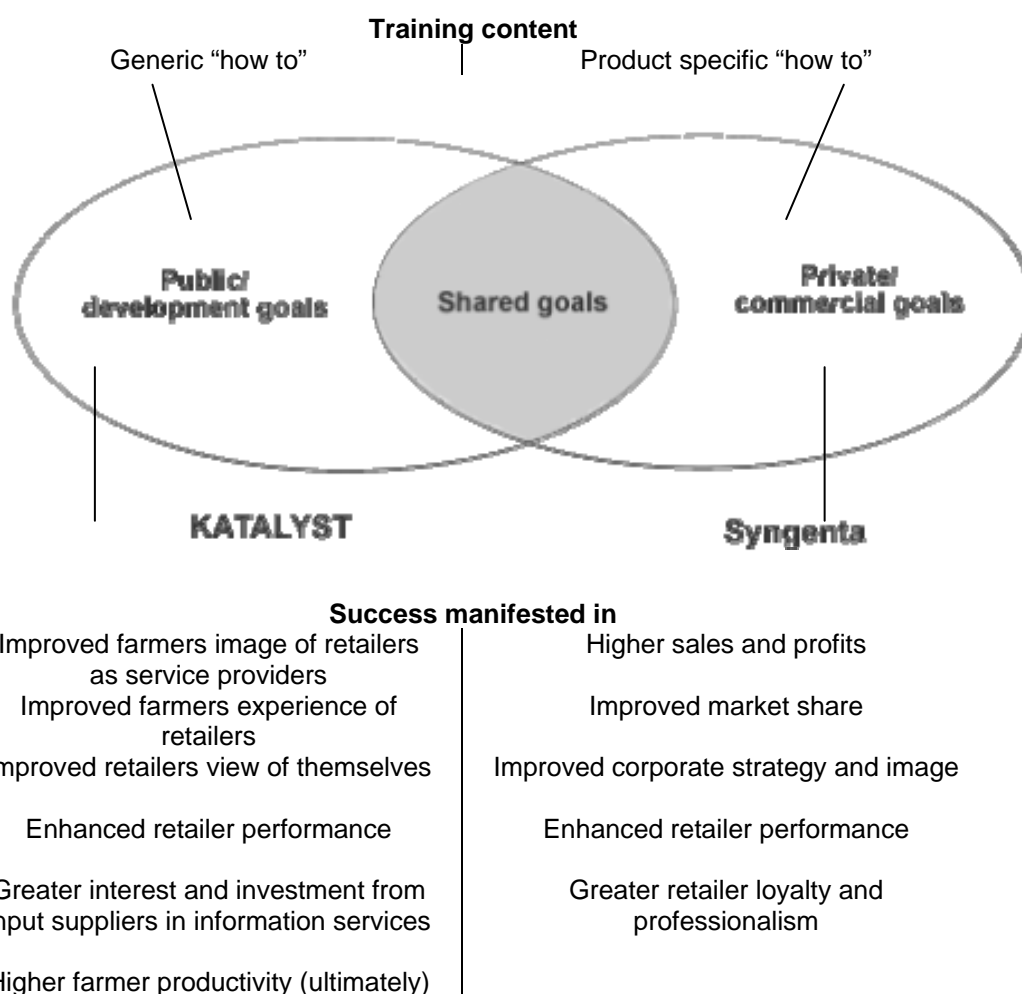 Training content
Generic “how to”
Product specific “how to”
Public/
development goals
Shared goals
Private/
commercial goals
KATALYST
Syngenta
Success manifested in
Improved farmers image of retailers
as service providers
Improved farmers experience of
retailers
mproved retailers view of themselves
Enhanced retailer performance
Greater interest and investment from
nput suppliers in information services
Higher farmer productivity (ultimately)
Higher sales and profits
Improved market share
Improved corporate strategy and image
Enhanced retailer performance
Greater retailer loyalty and
professionalism